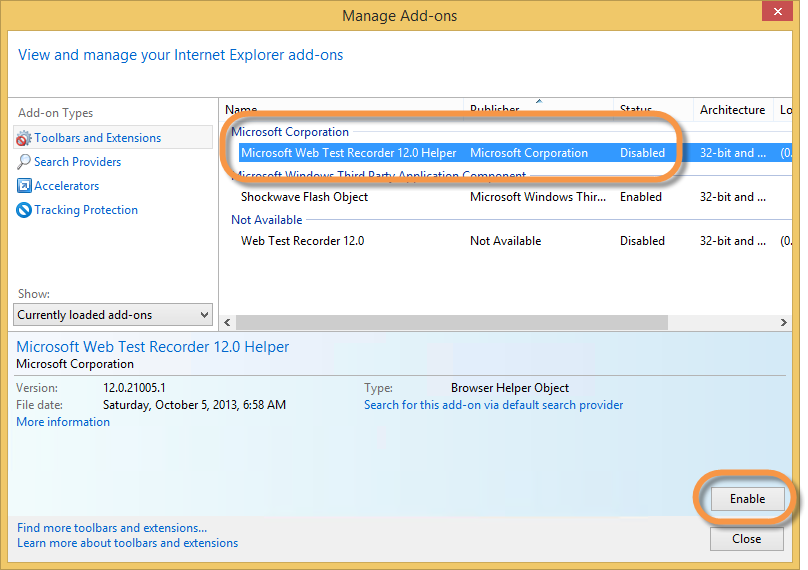 Manage Add-ons
View and manage your Internet Explorer add-ons
Add-on Types
Toolbars and Extensions
Search Providers
Accelerators
Tracking Protection
Show:
Currently loaded add-ons
Name Publisher Status Architecture Lo
Microsoft Corporation
Microsoft Web Test Recorder 12.0 Helper Microsoft Corporation Disabled 32-bit and ... (0.
Microsoft Windows Third Party Application Component
Shockwave Flash Object Microsoft Windows Thir... Enabled 32-bit and ...
Not Available
Web Test Recorder 12.0 Not Available Disabled 32-bit and ... (0.
Microsoft Web Test Recorder 12.0 Helper
Microsoft Corporation
Version: 12.0.21005.1 Type: Browser Helper Object
File date: Saturday, October 5, 2013, 6:58 AM Search for this add-on via default search provider
More information
Enable
Find more toolbars and extensions...
Learn more about toolbars and extensions
Close